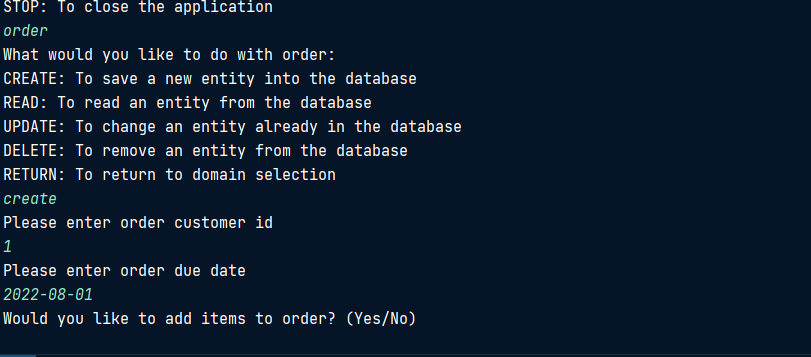 STOP: To close the application
order
What would you like to do with order:
CREATE: To save a new entity into the database
READ: To read an entity from the database
UPDATE: To change an entity already in the database
DELETE: To remove an entity from the database
RETURN: To return to domain selection
create
Please enter order customer id
1
Please enter order due date
2022-08-01
Would you like to add items to order? (Yes/No)